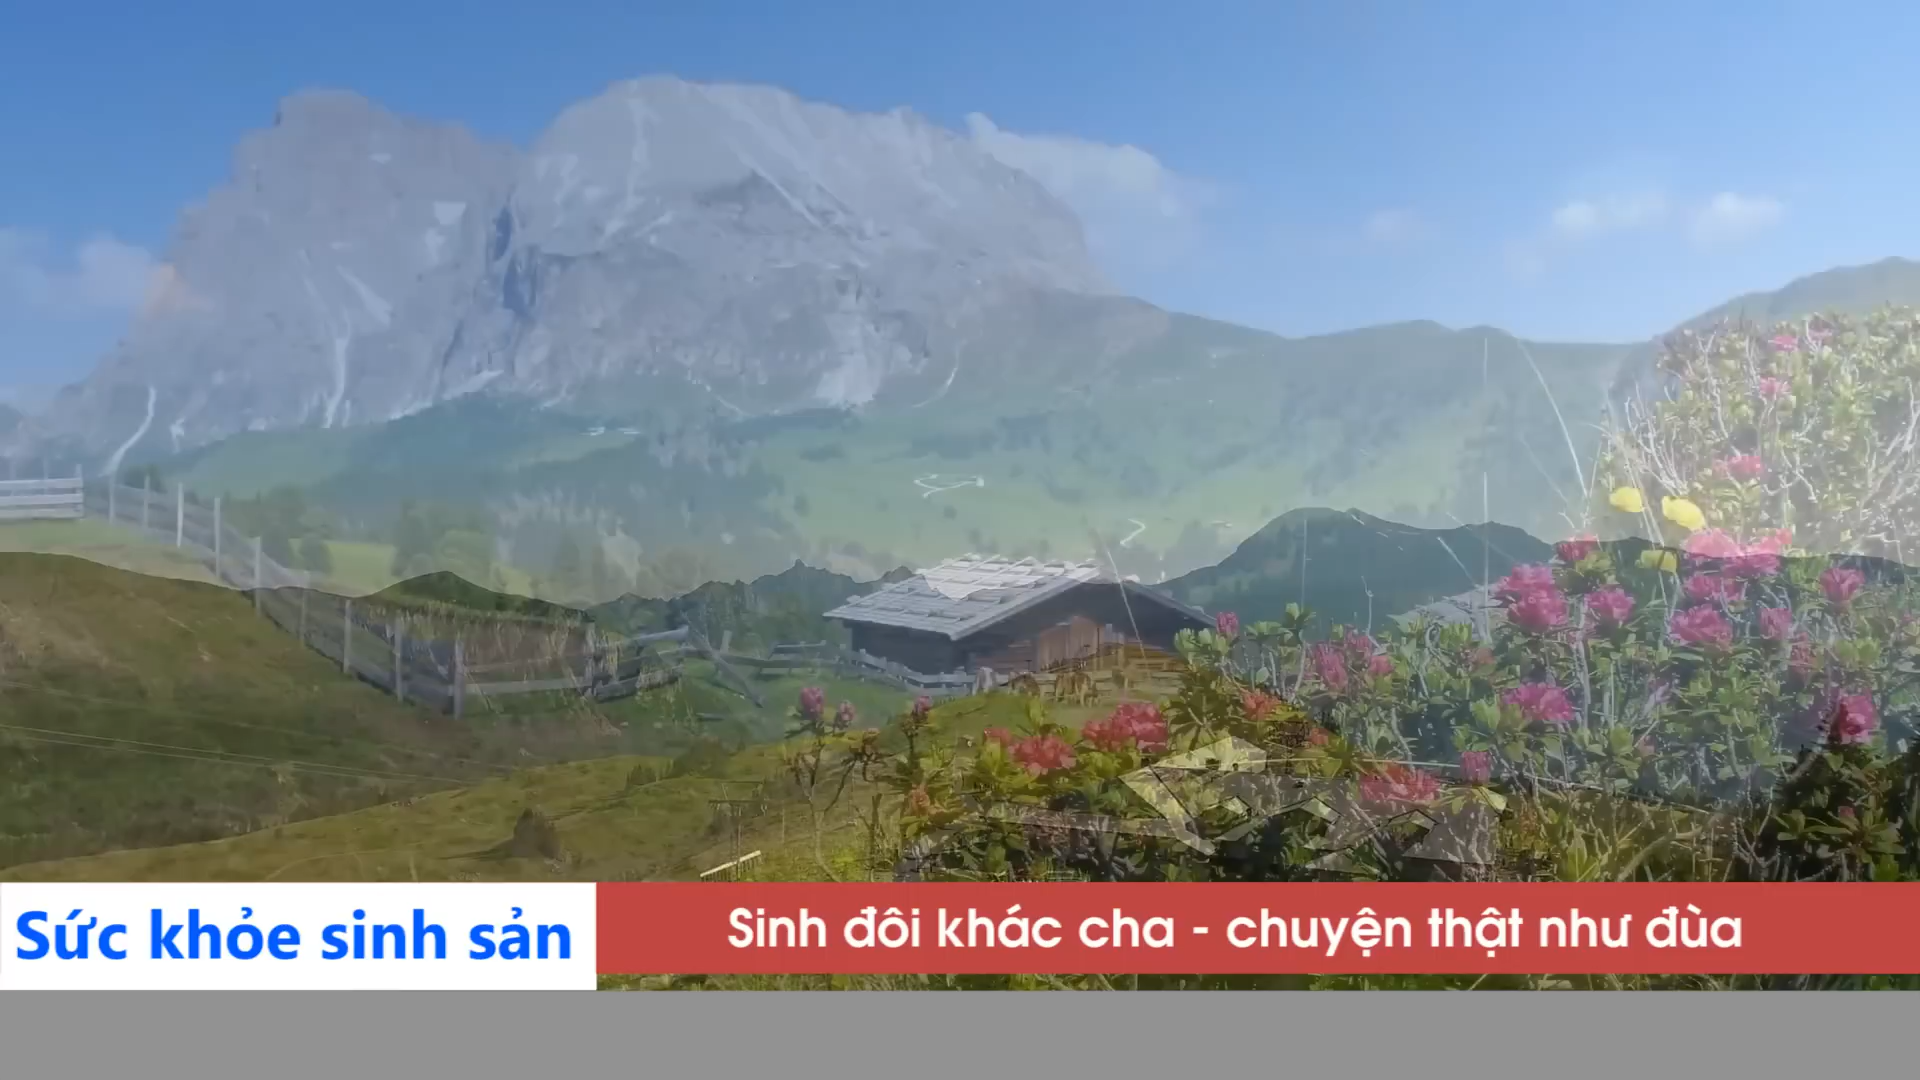 Sức khỏe sinh sản
Sinh đôi khác cha - chuyện thật như đùa